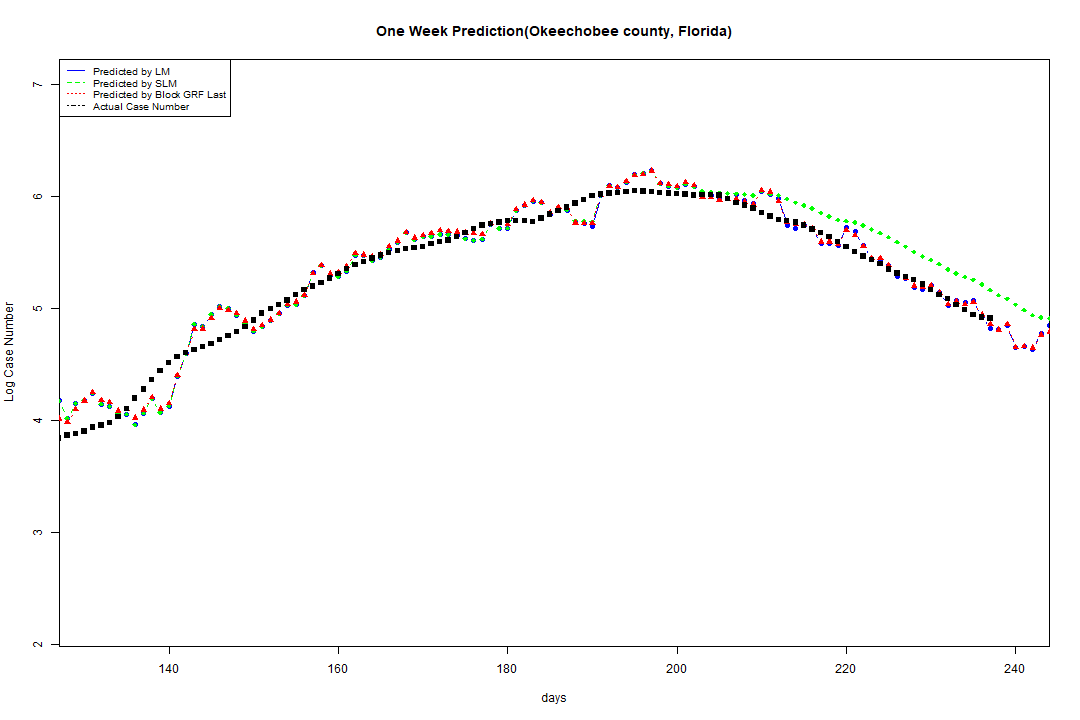 One Week Prediction(Okeechobee county, Florida)
Predicted by LM
Predicted by SLM
Predicted by Block GRF Last
Actual Case Number
Log Case Number
7
6
5
4
3
2
140 160 180 200 220 240
days